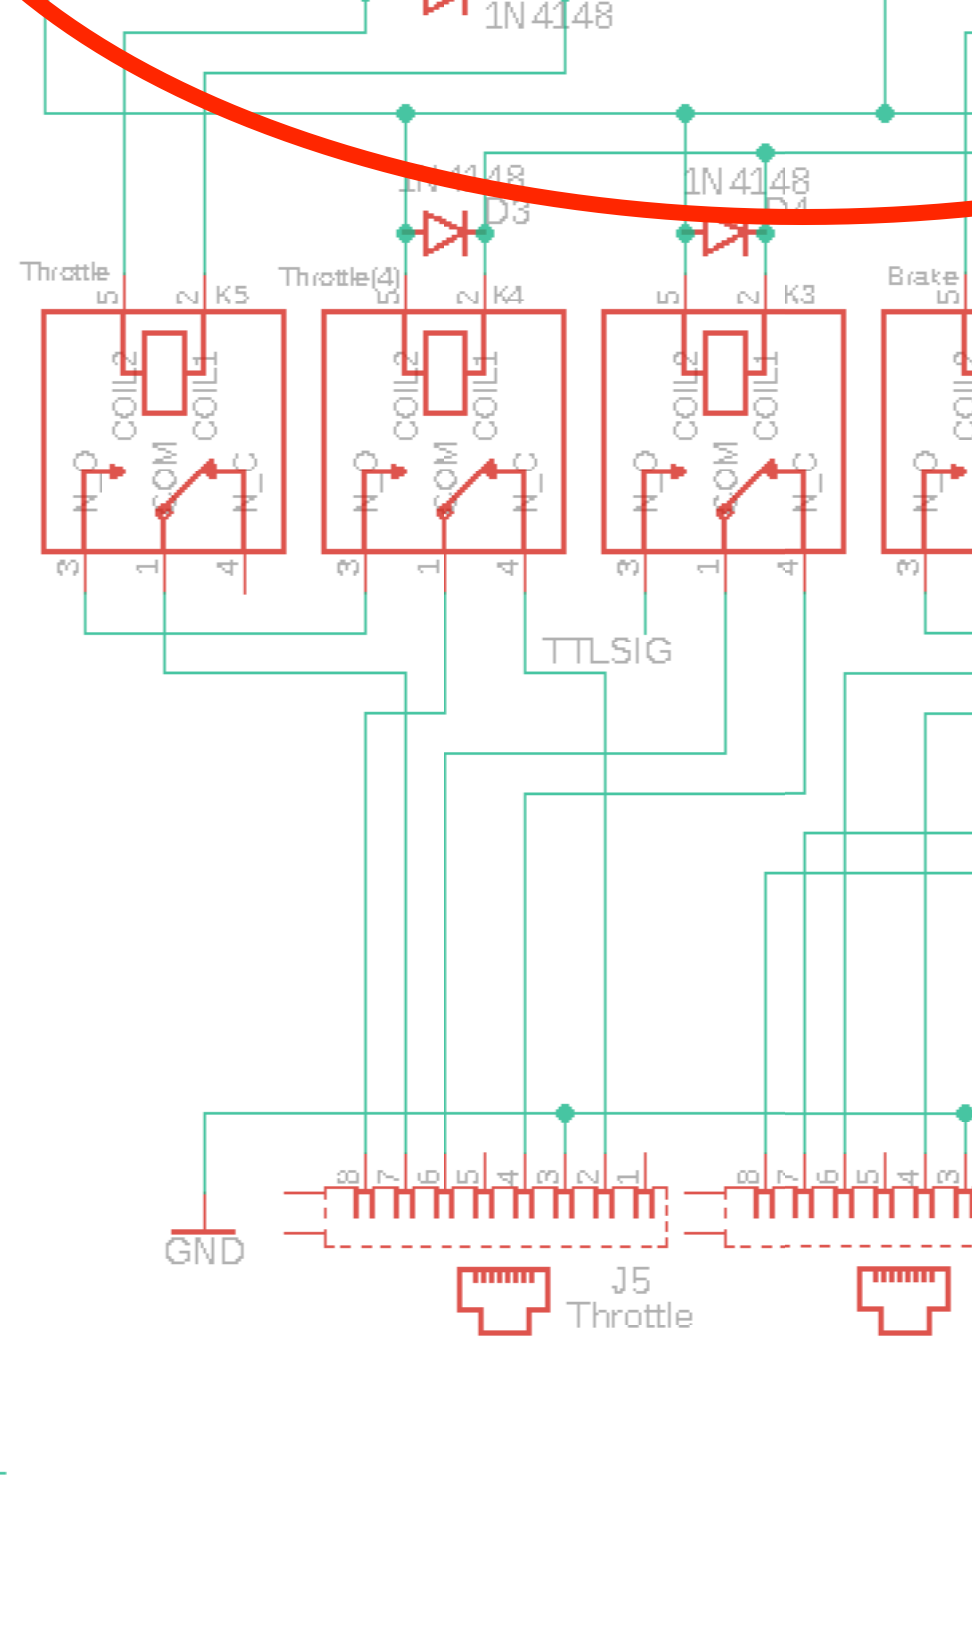 1N4148
1N4148
1N4148
D3
D4
Throttle
5
2
K5
Throttle(4)
5
2
K4
5
2
K3
Brake
5
COIL2
COIL1
COIL2
COIL1
COIL2
COIL1
N_O
COM
N_C
N_O
COM
N_C
N_O
COM
N_C
N_O
3
1
4
3
1
4
3
1
4
3
TTLSIG
8
7
6
5
4
3
2
1
8
7
6
5
4
3
GND
J5
Throttle